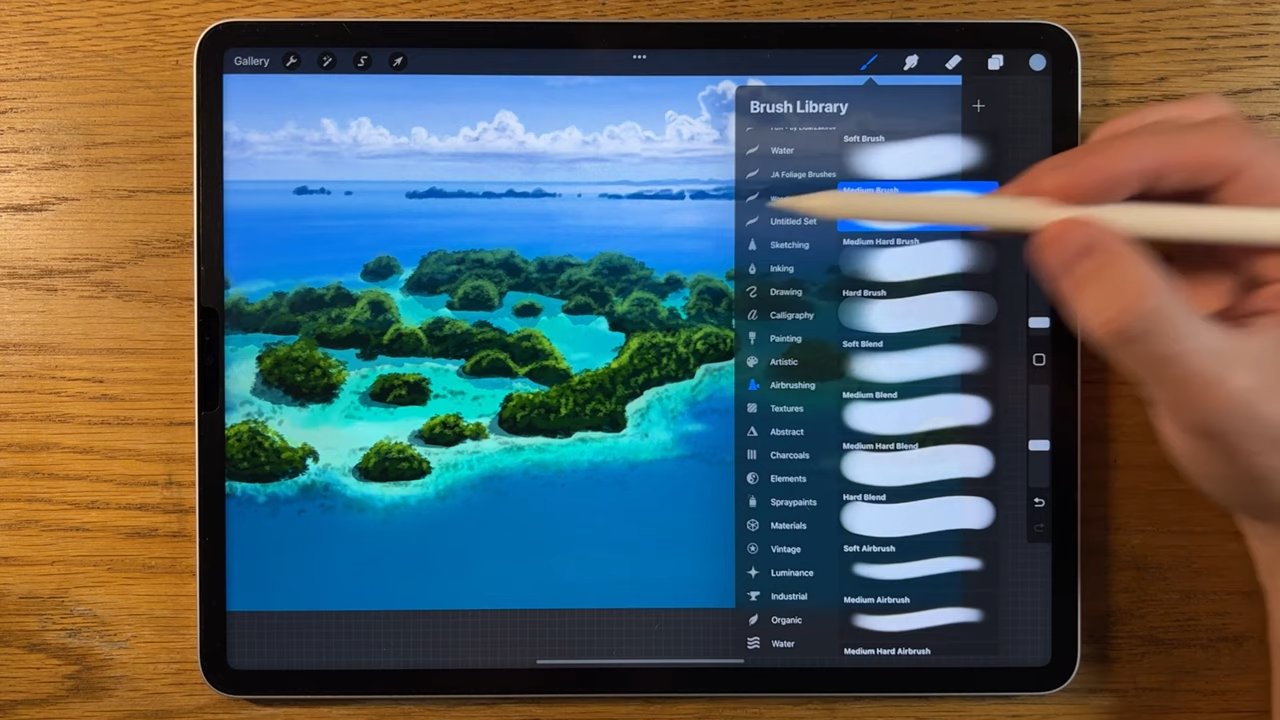 Gallery
Brush Library
Water
JA Foliage Brushes
Untitled Set
Sketching
Inking
Drawing
Calligraphy
Painting
Artistic
Airbrushing
Textures
Abstract
Charcoals
Elements
Spraypaints
Materials
Vintage
Luminance
Industrial
Organic
Water
Soft Brush
Medium Brush
Medium Hard Brush
Hard Brush
Soft Blend
Medium Blend
Medium Hard Blend
Hard Blend
Soft Airbrush
Medium Airbrush
Medium Hard Airbrush